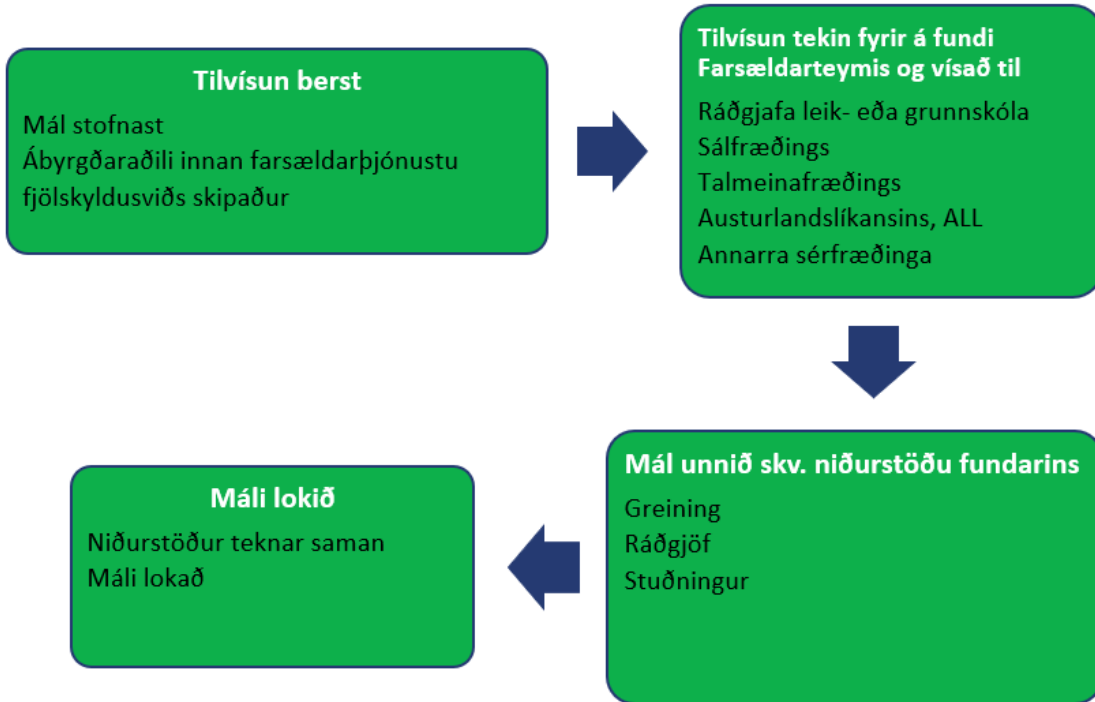 Tilvísun berst
Mál stofnast
Ábyrgðaraðili innan farsældarþjónustu
fjölskyldusviðs skipaður
Tilvísun tekin fyrir á fundi
Farsældarteymis og vísað til
Ráðgjafa leik- eða grunnskóla
Sálfræðings
Talmeinafræðings
Austurlandslíkansins, ALL
Annarra sérfræðinga
Mál unnið skv. niðurstöðu fundarins
Greining
Ráðgjöf
Stuðningur
Máli lokið
Niðurstöður teknar saman
Máli lokað